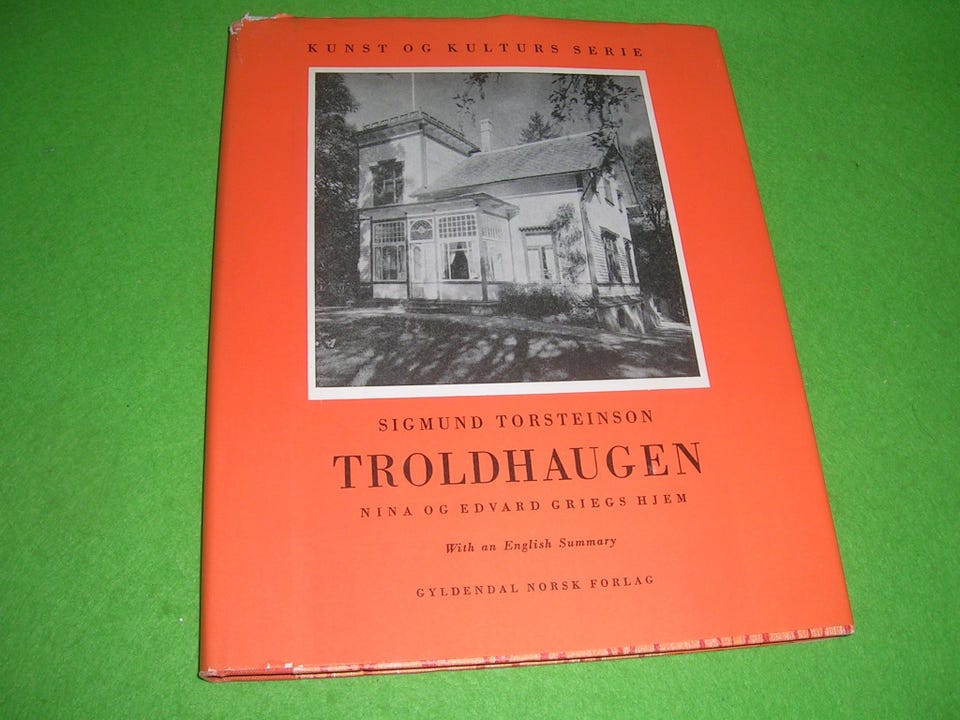 KUNST OG KULTURS SERIE
SIGMUND TORSTEINSON
TROLDHAUGEN
NINA OG EDVARD GRIEGS HJEM
With an English Summary
GYLDENDAL NORSK FORLAG